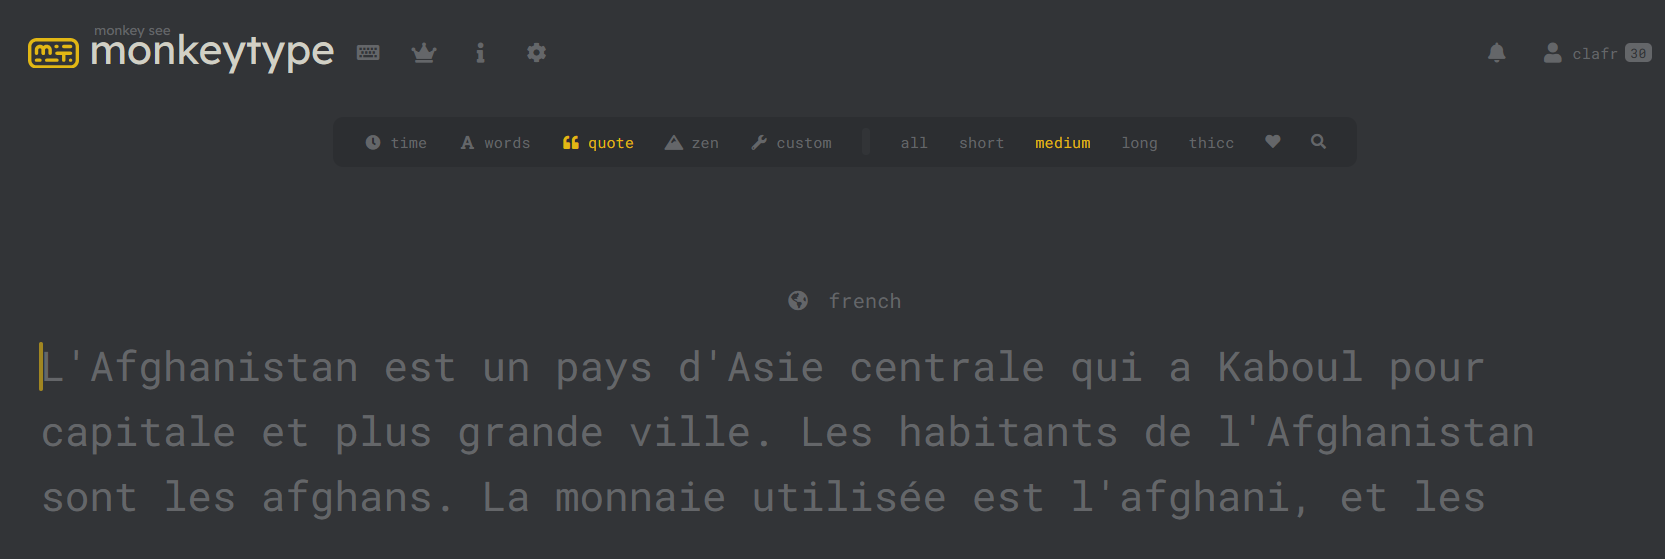 monkey see
monkeytype
clafr 30
time words quote zen custom all short medium long thicc
french
L'Afghanistan est un pays d'Asie centrale qui a Kaboul pour
capitale et plus grande ville. Les habitants de l'Afghanistan
sont les afghans. La monnaie utilisée est l'afghani, et les